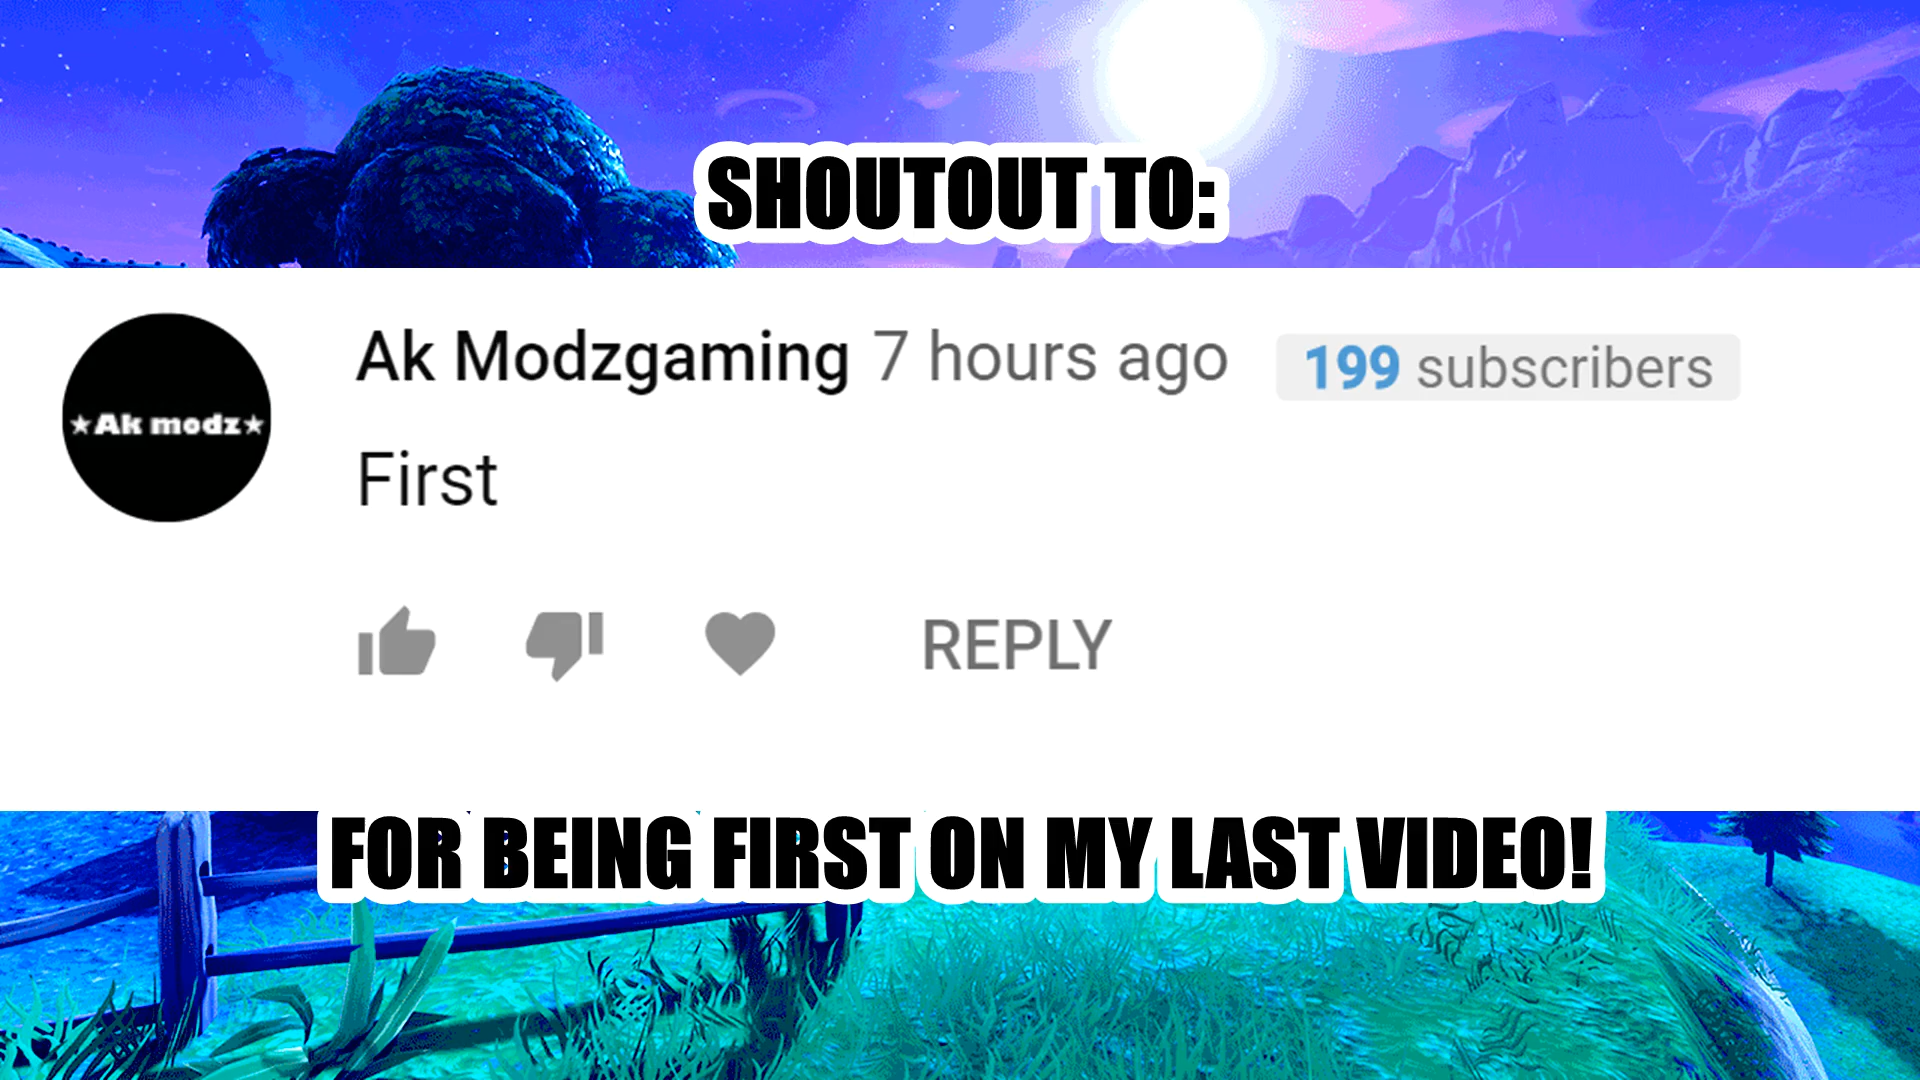 SHOUTOUT TO:
Ak Modzgaming 7 hours ago 199 subscribers
★Ak modz★
First
REPLY
FOR BEING FIRST ON MY LAST VIDEO!